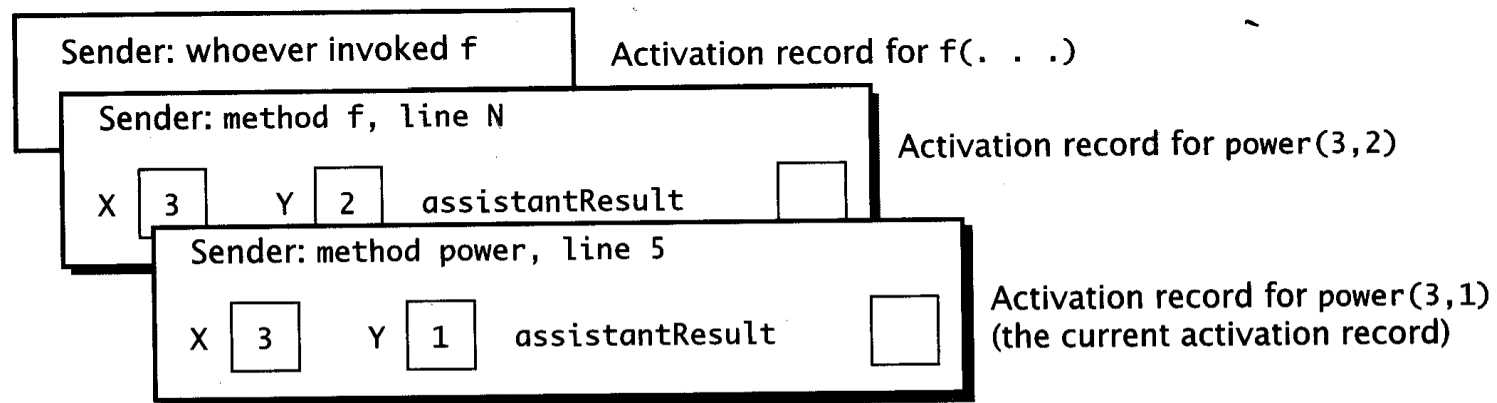 Sender: whoever invoked f
Activation record for f(. . .)
Sender: method f, line N
Activation record for power(3,2)
X 3 Y 2 assistantResult
Sender: method power, line 5
Activation record for power(3,1)
X 3 Y 1 assistantResult
(the current activation record)